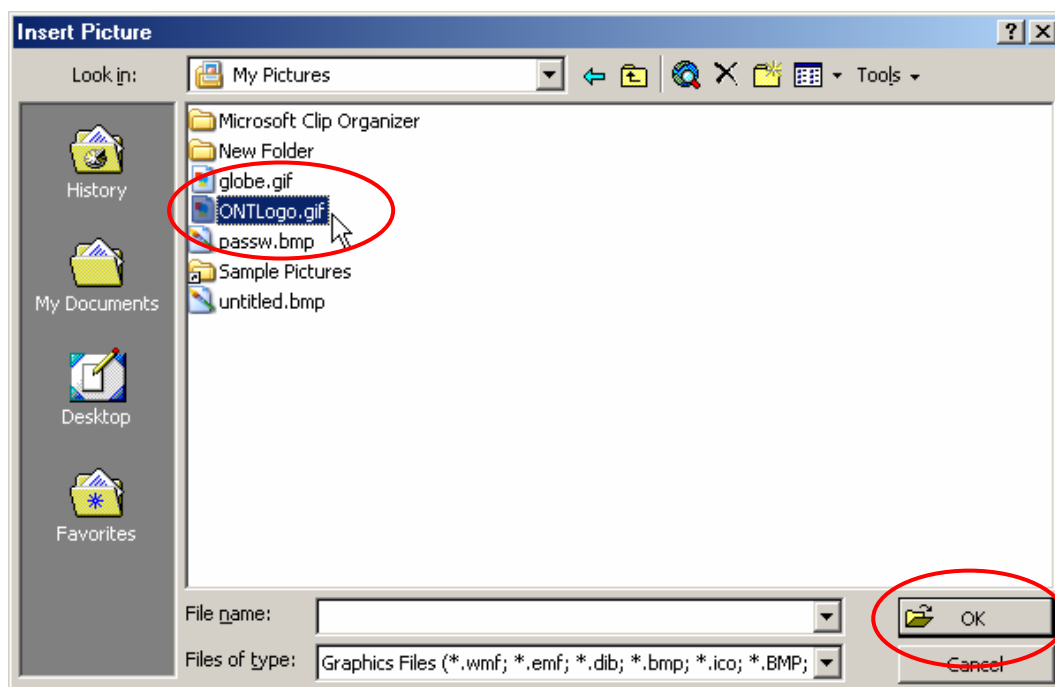 Insert Picture
Look in: My Pictures Tools
Microsoft Clip Organizer
New Folder
globe.gif
ONTLogo.gif
passw.bmp
Sample Pictures
untitled.bmp
History
My Documents
Desktop
Favorites
File name: OK
Files of type: Graphics Files (*.wmf; *.emf; *.dib; *.bmp; *.ico; *.BMP; Cancel